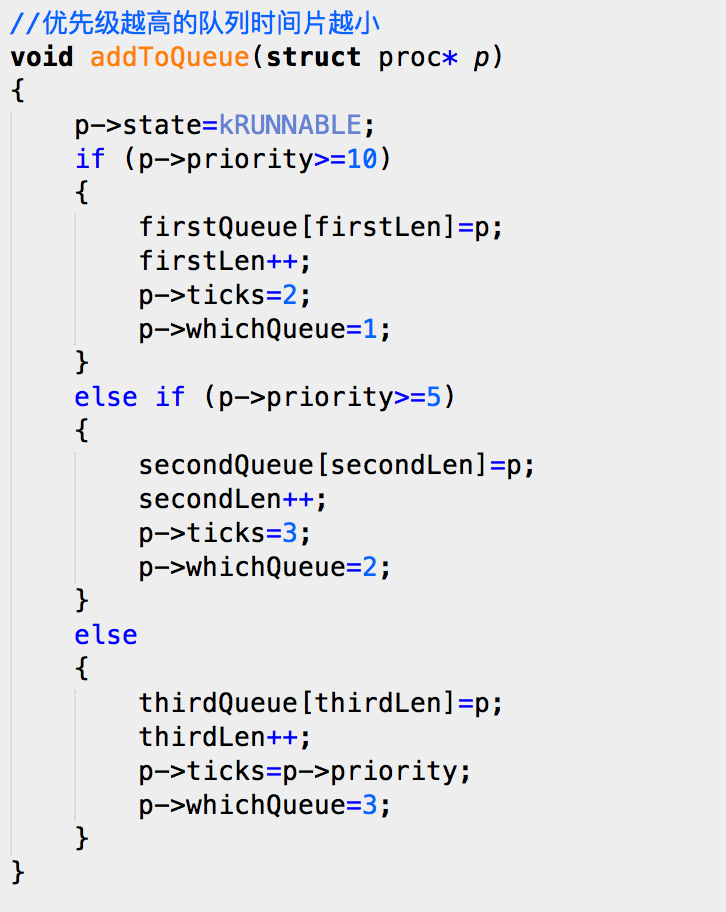 //优先级越高的队列时间片越小
void addToQueue(struct proc* p)
{
    p->state=kRUNNABLE;
    if (p->priority>=10)
    {
        firstQueue[firstLen]=p;
        firstLen++;
        p->ticks=2;
        p->whichQueue=1;
    }
    else if (p->priority>=5)
    {
        secondQueue[secondLen]=p;
        secondLen++;
        p->ticks=3;
        p->whichQueue=2;
    }
    else
    {
        thirdQueue[thirdLen]=p;
        thirdLen++;
        p->ticks=p->priority;
        p->whichQueue=3;
    }
}